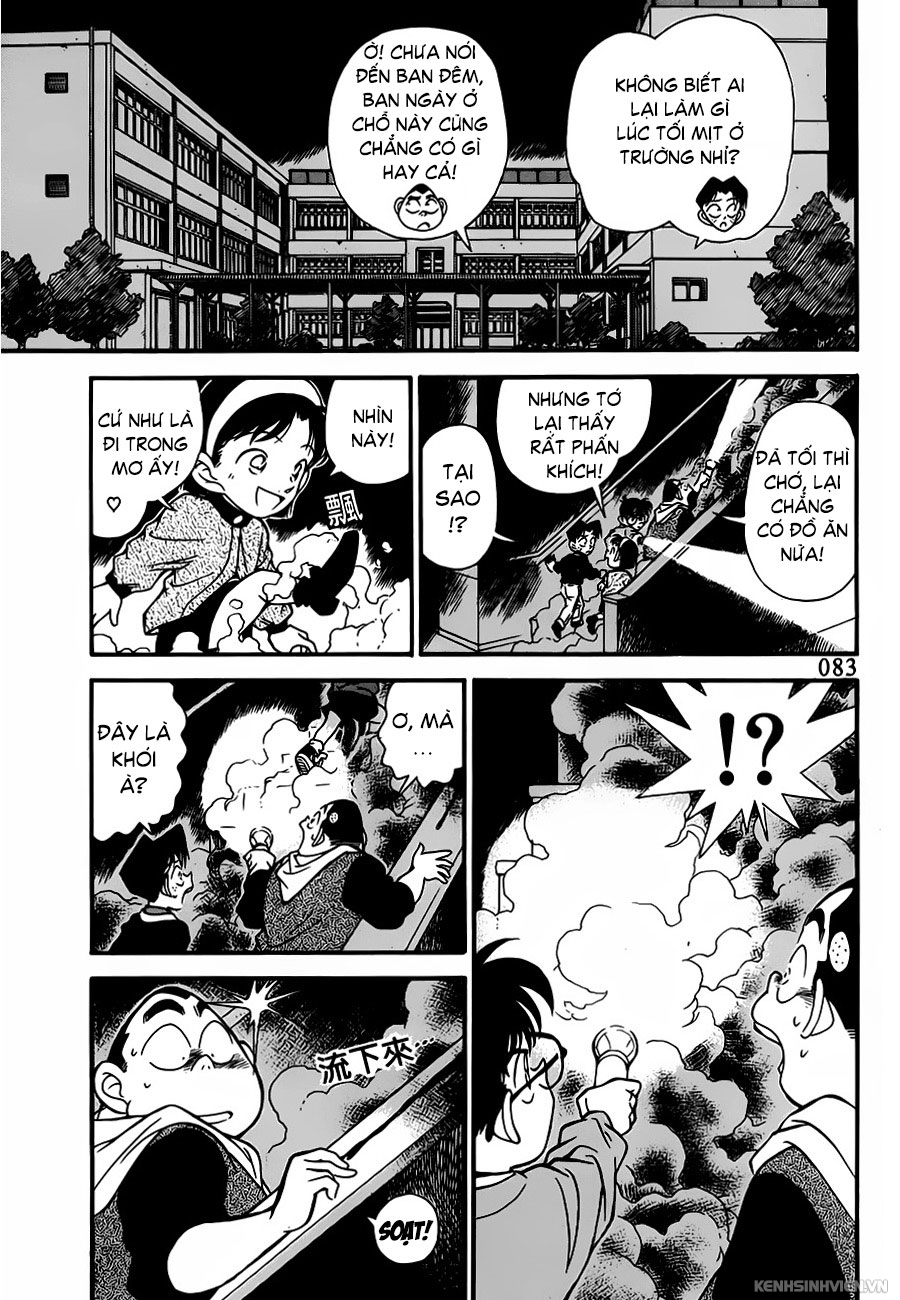 KHÔNG BIẾT AI
LẠI LÀM GÌ
LÚC TỐI MỊT Ở
TRƯỜNG NHỈ?
Ờ! CHƯA NÓI
ĐẾN BAN ĐÊM,
BAN NGÀY Ở
CHỖ NÀY CŨNG
CHẲNG CÓ GÌ
HAY CẢ!
ĐÃ TỐI THÌ
CHỚ, LẠI
CHẲNG
CÓ ĐỒ ĂN
NỮA!
NHƯNG TỚ
LẠI THẤY
RẤT PHẤN
KHÍCH!
TẠI
SAO
!?
NHÌN
NÀY!
CỨ NHƯ LÀ
ĐI TRONG
MƠ ẤY!
♡
飄
083
!?
Ơ, MÀ
...
ĐÂY LÀ
KHÓI
À?
流下來...
SOẠT!
KENHSINHVIEN.VN